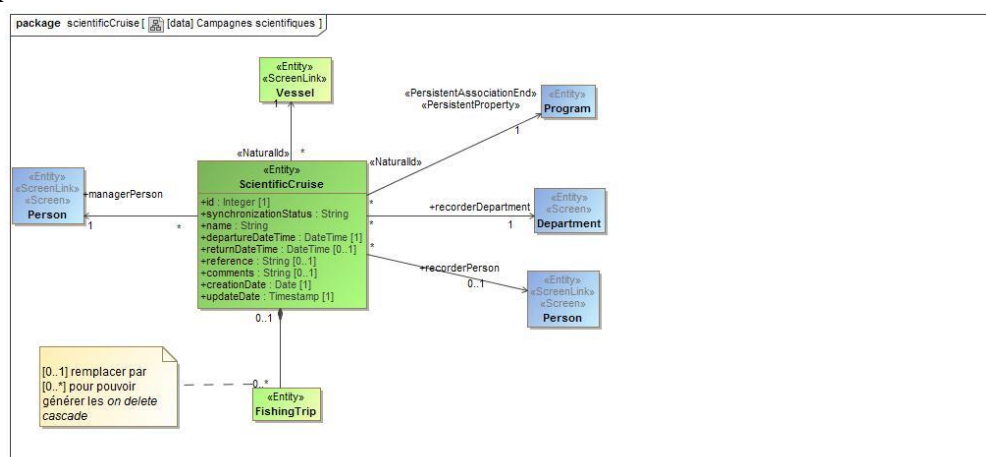 package scientificCruise [ [data] Campagnes scientifiques ]
«Entity»
«ScreenLink»
Vessel
1
«NaturalId»
*
«PersistentAssociationEnd»
«PersistentProperty»
1
«NaturalId»
*
«Entity»
Program
«Entity»
«ScreenLink»
«Screen»
Person
+managerPerson
1
*
«Entity»
ScientificCruise
+id : Integer [1]
+synchronizationStatus : String
+name : String
+departureDateTime : DateTime [1]
+returnDateTime : DateTime [0..1]
+reference : String [0..1]
+comments : String [0..1]
+creationDate : Date [1]
+updateDate : Timestamp [1]
*
+recorderDepartment
1
«Entity»
«Screen»
Department
*
+recorderPerson
0..1
«Entity»
«ScreenLink»
«Screen»
Person
0..1
[0..1] remplacer par
[0..*] pour pouvoir
générer les on delete
cascade
0..*
«Entity»
FishingTrip